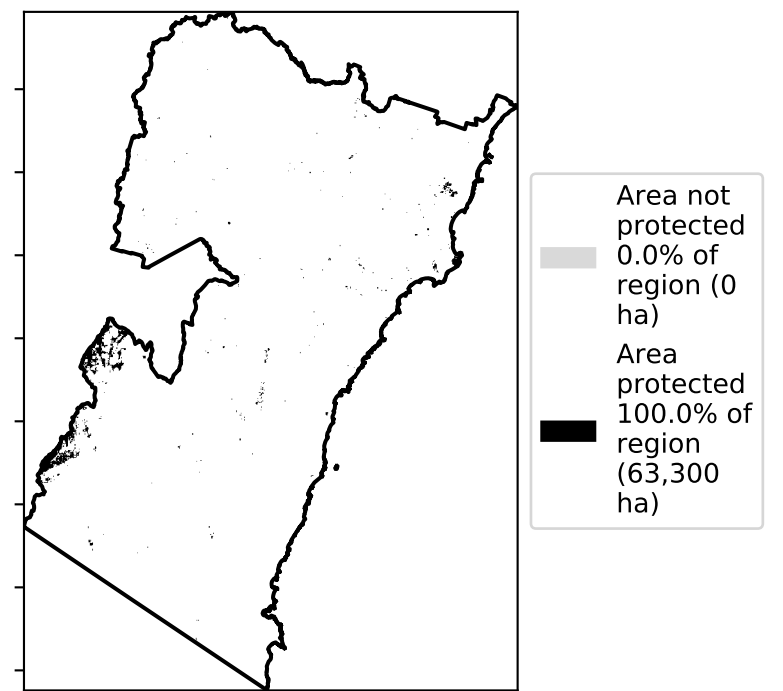 Area not
protected
0.0% of
region (0
ha)
Area
protected
100.0% of
region
(63,300
ha)